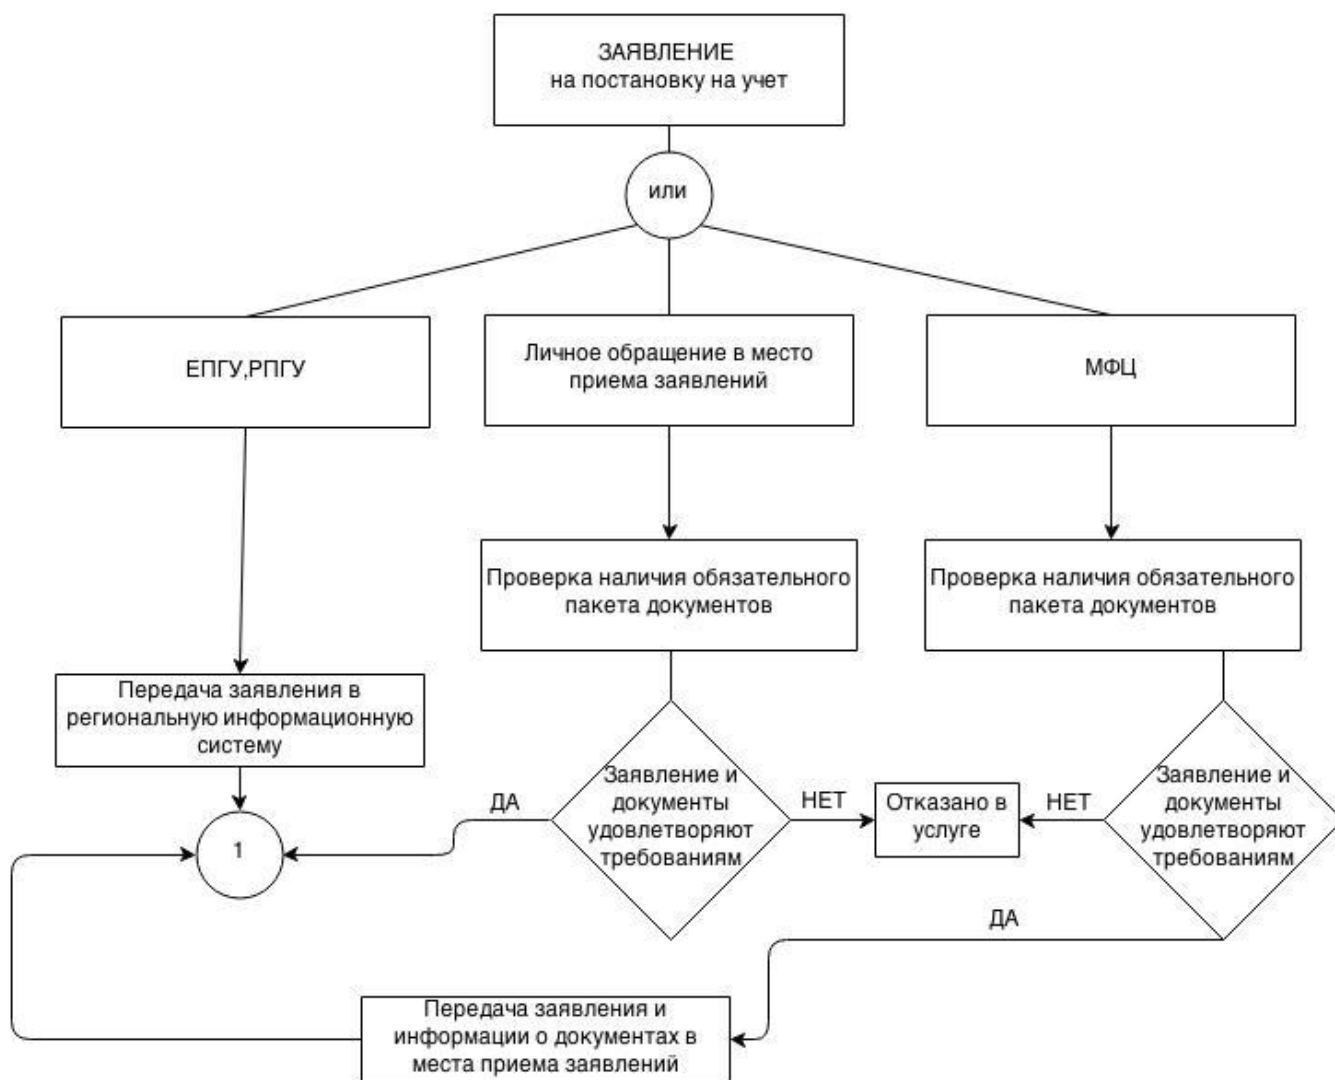 ЗАЯВЛЕНИЕ
на постановку на учет
или
ЕПГУ,РПГУ
Личное обращение в место
приема заявлений
МФЦ
Проверка наличия обязательного
пакета документов
Проверка наличия обязательного
пакета документов
Передача заявления в
региональную информационную
систему
1
ДА
Заявление и
документы
удовлетворяют
требованиям
НЕТ
Отказано в
услуге
НЕТ
Заявление и
документы
удовлетворяют
требованиям
ДА
Передача заявления и
информации о документах в
места приема заявлений